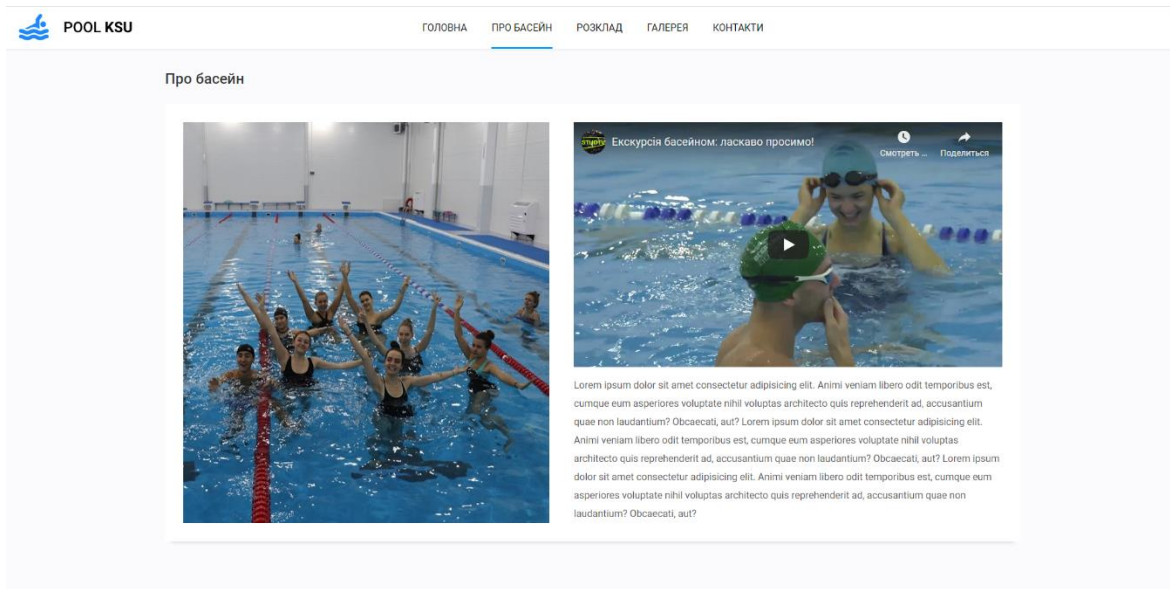 POOL KSU
ГОЛОВНА ПРО БАСЕЙН РОЗКЛАД ГАЛЕРЕЯ КОНТАКТИ
Про басейн
Екскурсія басейном: ласкаво просимо!
Смотреть ... Поделиться
Lorem ipsum dolor sit amet consectetur adipisicing elit. Animi veniam libero odit temporibus est,
cumque eum asperiores voluptate nihil voluptas architecto quis reprehenderit ad, accusantium
quae non laudantium? Obcaecati, aut? Lorem ipsum dolor sit amet consectetur adipisicing elit.
Animi veniam libero odit temporibus est, cumque eum asperiores voluptate nihil voluptas
architecto quis reprehenderit ad, accusantium quae non laudantium? Obcaecati, aut? Lorem ipsum
dolor sit amet consectetur adipisicing elit. Animi veniam libero odit temporibus est, cumque eum
asperiores voluptate nihil voluptas architecto quis reprehenderit ad, accusantium quae non
laudantium? Obcaecati, aut?